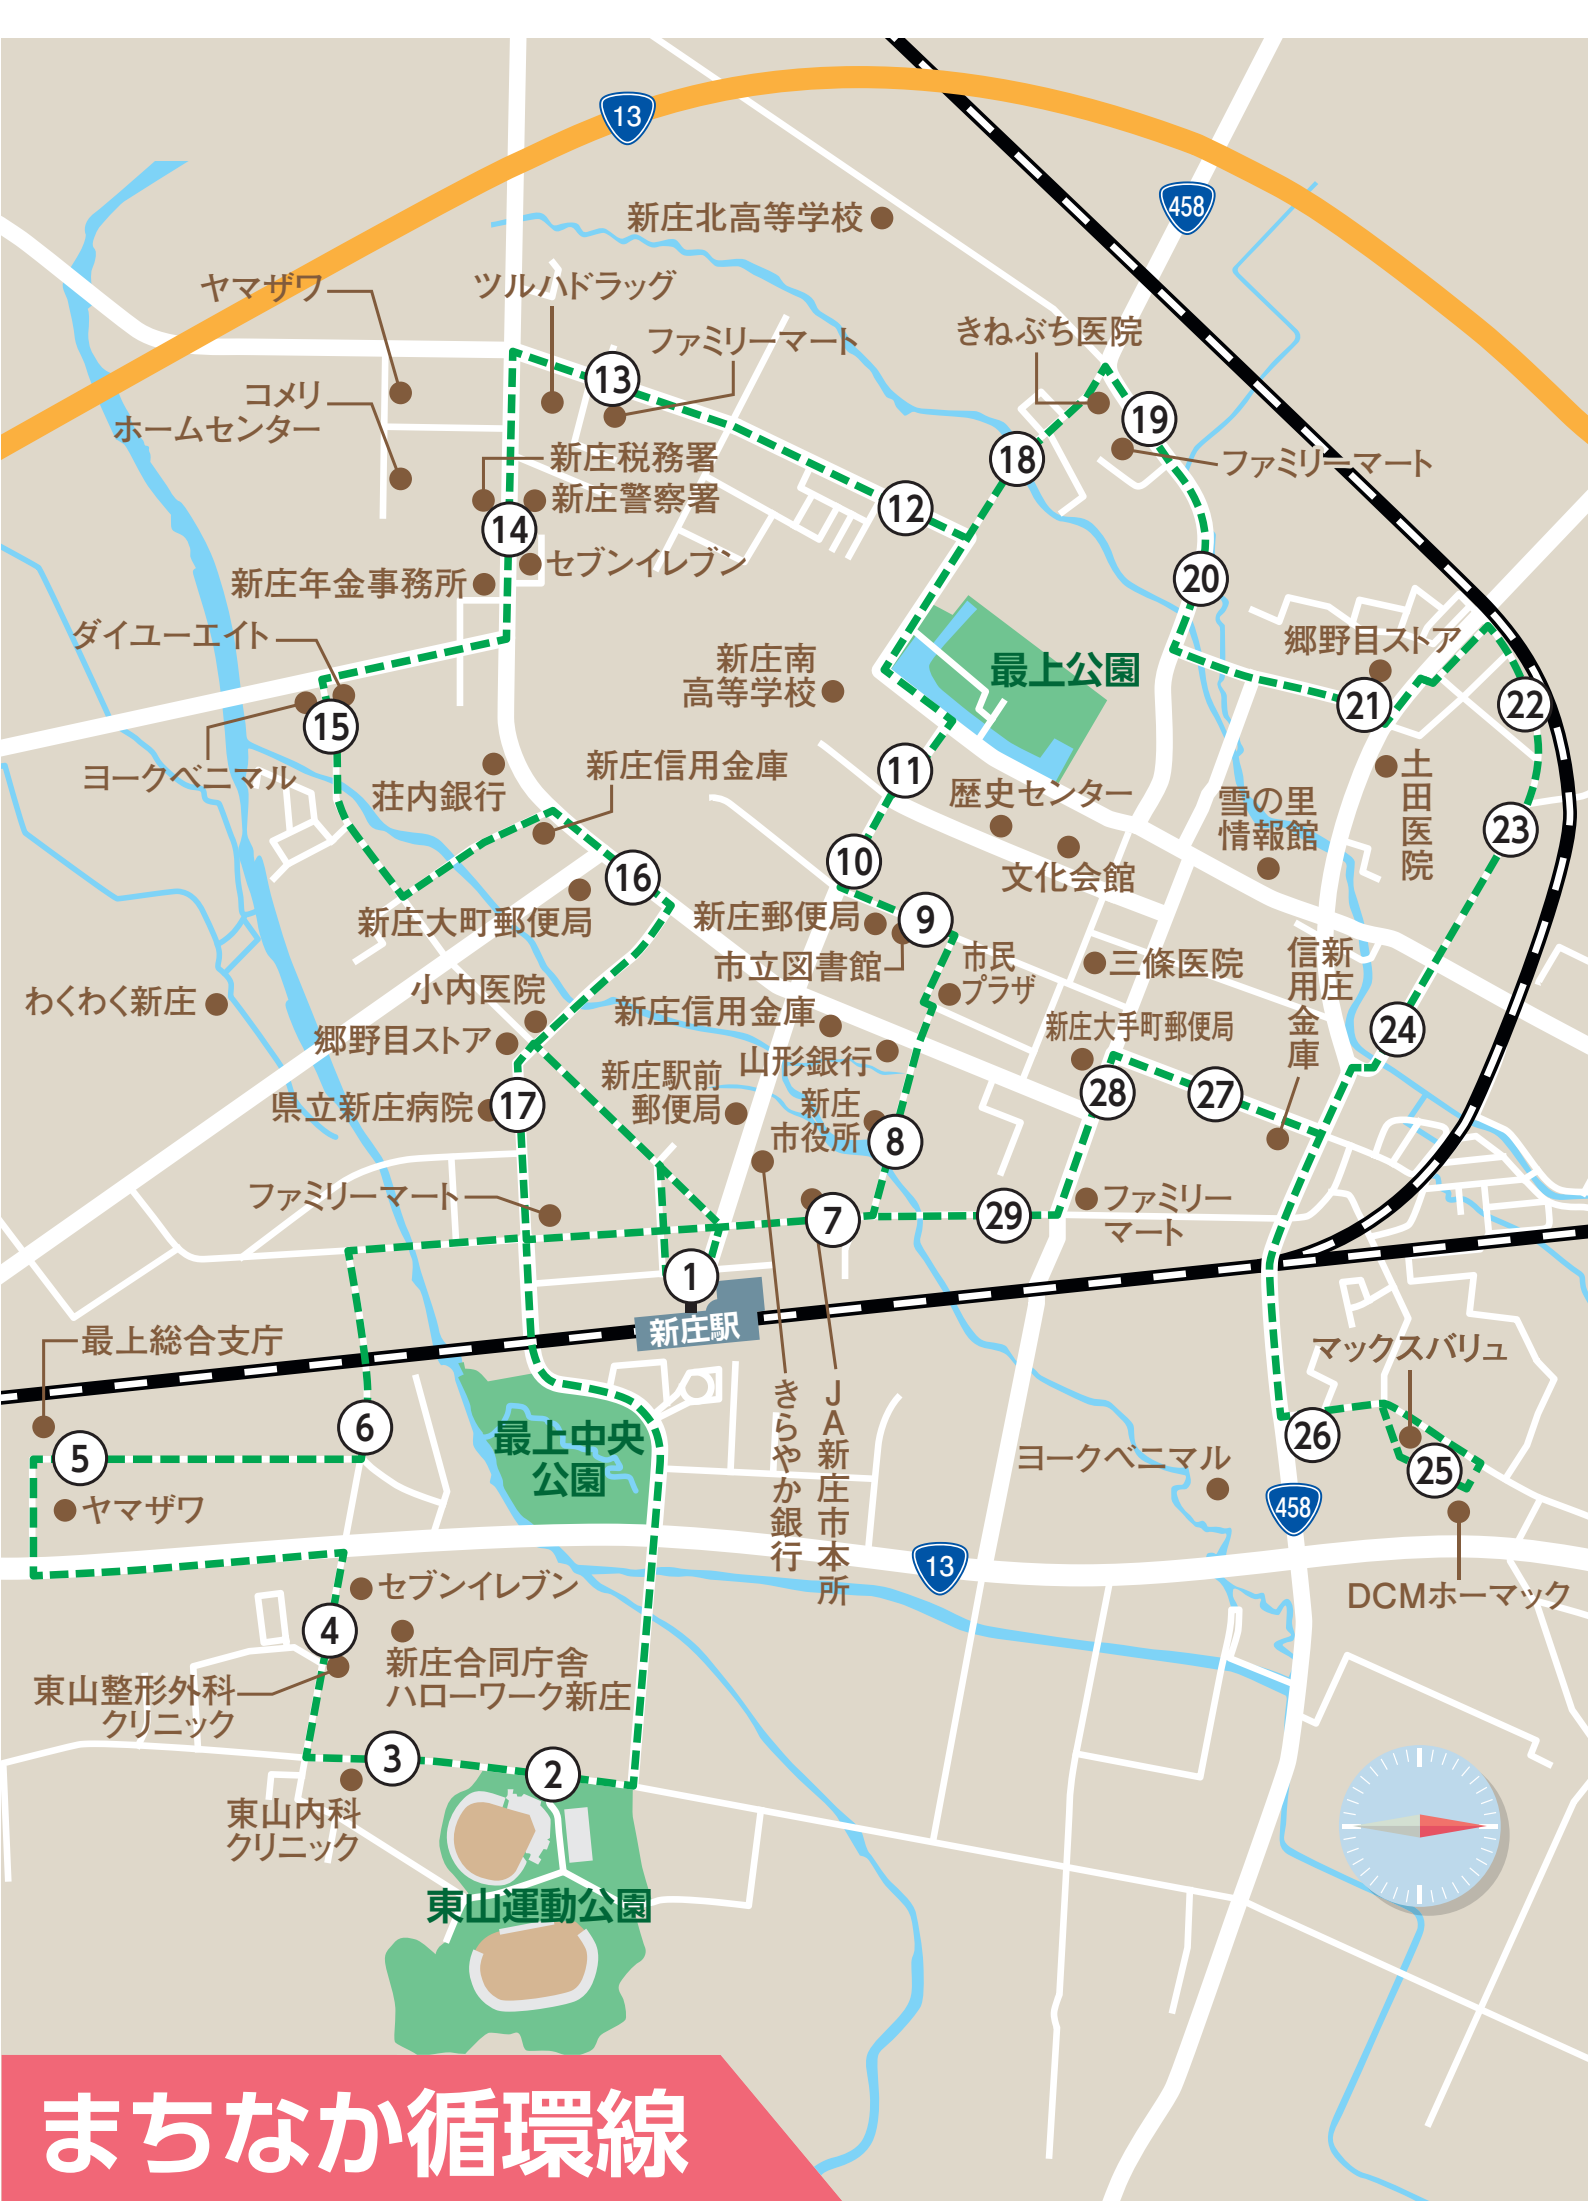 13
458
新庄北高等学校
ヤマザワ
ツルハドラッグ
ファミリーマート
きねぶち医院
コメリ
ホームセンター
13
19
ファミリーマート
18
新庄税務署
新庄警察署
12
14
セブンイレブン
新庄年金事務所
20
ダイユーエイト
新庄南
高等学校
最上公園
郷野目ストア
21
22
15
ヨークベニマル
荘内銀行
新庄信用金庫
11
歴史センター
雪の里
情報館
土田医院
23
10
文化会館
16
新庄大町郵便局
新庄郵便局
9
市立図書館
市民
プラザ
三條医院
新庄
信用金庫
わくわく新庄
小内医院
新庄信用金庫
新庄大手町郵便局
24
郷野目ストア
山形銀行
新庄駅前
郵便局
県立新庄病院
17
新庄
市役所
8
28
27
ファミリーマート
7
29
ファミリー
マート
1
新庄駅
最上総合支庁
マックスバリュ
きらやか銀行
JA新庄市本所
6
5
最上中央
公園
ヨークベニマル
26
25
ヤマザワ
458
13
セブンイレブン
DCMホーマック
4
新庄合同庁舎
ハローワーク新庄
東山整形外科
クリニック
3
2
東山内科
クリニック
東山運動公園
まちなか循環線